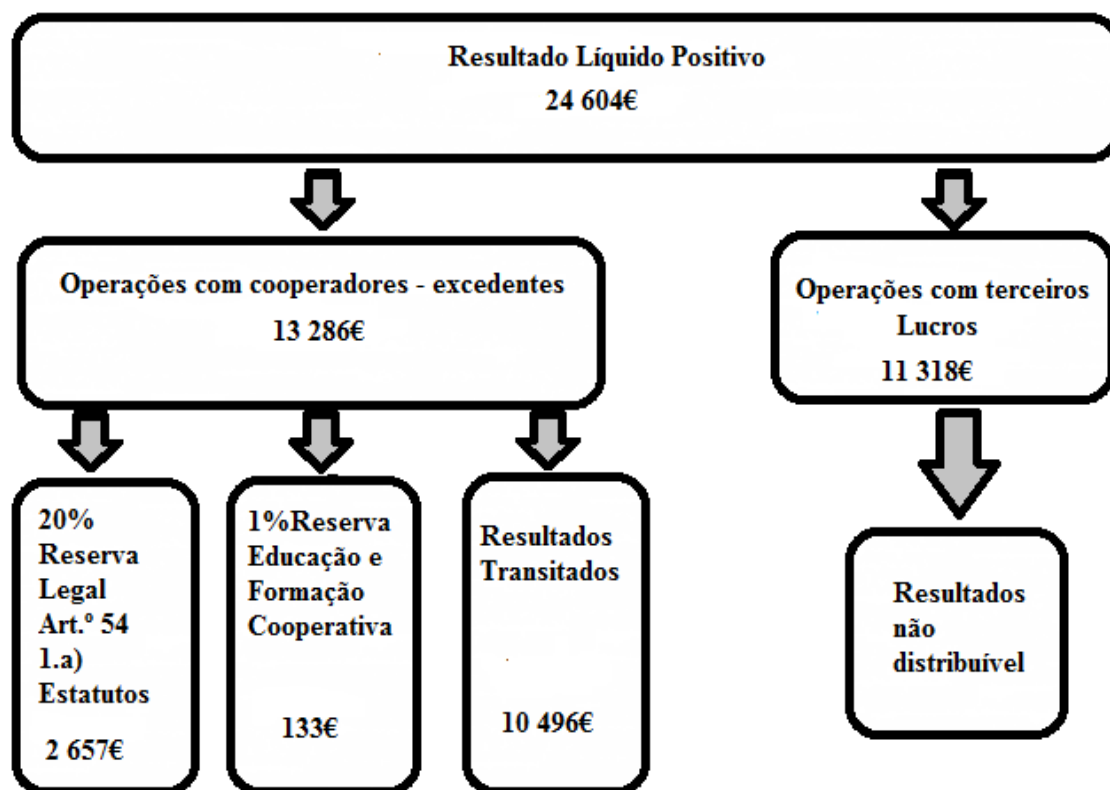 Resultado Líquido Positivo
24 604€
Operações com cooperadores - excedentes
13 286€
Operações com terceiros
Lucros
11 318€
20%
Reserva
Legal
Art.º 54
1.a)
Estatutos
2 657€
1%Reserva
Educação e
Formação
Cooperativa
133€
Resultados
Transitados
10 496€
Resultados
não
distribuível